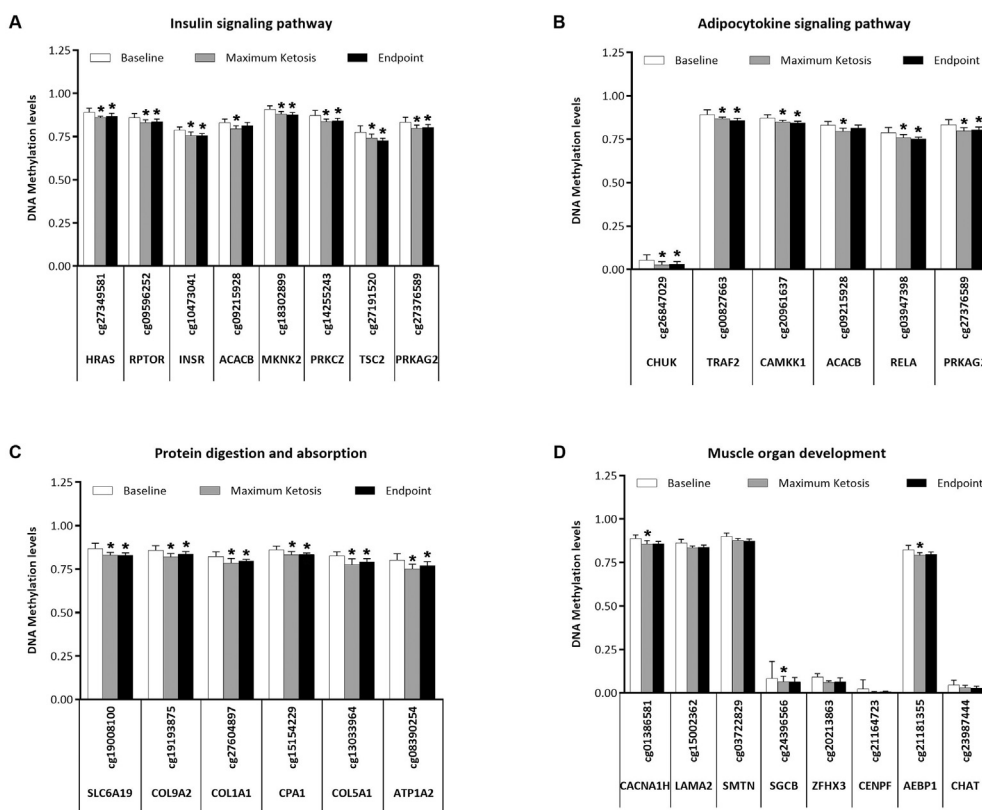 A
Insulin signaling pathway
Baseline Maximum Ketosis Endpoint
DNA Methylation levels
1.25
1.00
0.75
0.50
0.25
0.00
* * * * * * * * * * * * * * *
cg27349581 cg09596252 cg10473041 cg09215928 cg18302899 cg14255243 cg27191520 cg27376589
HRAS RPTOR INSR ACACB MKNK2 PRKCZ TSC2 PRKAG2
B
Adipocytokine signaling pathway
Baseline Maximum Ketosis Endpoint
DNA Methylation levels
1.25
1.00
0.75
0.50
0.25
0.00
* * * * * * * * * * *
cg26847029 cg00827663 cg20961637 cg09215928 cg03947398 cg27376589
CHUK TRAF2 CAMKK1 ACACB RELA PRKAG2
C
Protein digestion and absorption
Baseline Maximum Ketosis Endpoint
DNA Methylation levels
1.25
1.00
0.75
0.50
0.25
0.00
* * * * * * * * * * * *
cg19008100 cg19193875 cg27604897 cg15154229 cg13033964 cg08390254
SLC6A19 COL9A2 COL1A1 CPA1 COL5A1 ATP1A2
D
Muscle organ development
Baseline Maximum Ketosis Endpoint
DNA Methylation levels
1.25
1.00
0.75
0.50
0.25
0.00
* * *
cg01386581 cg15002362 cg03722829 cg24396566 cg20213863 cg21164723 cg21181355 cg23987444
CACNA1H LAMA2 SMTN SGCB ZFHX3 CENPF AEBP1 CHAT